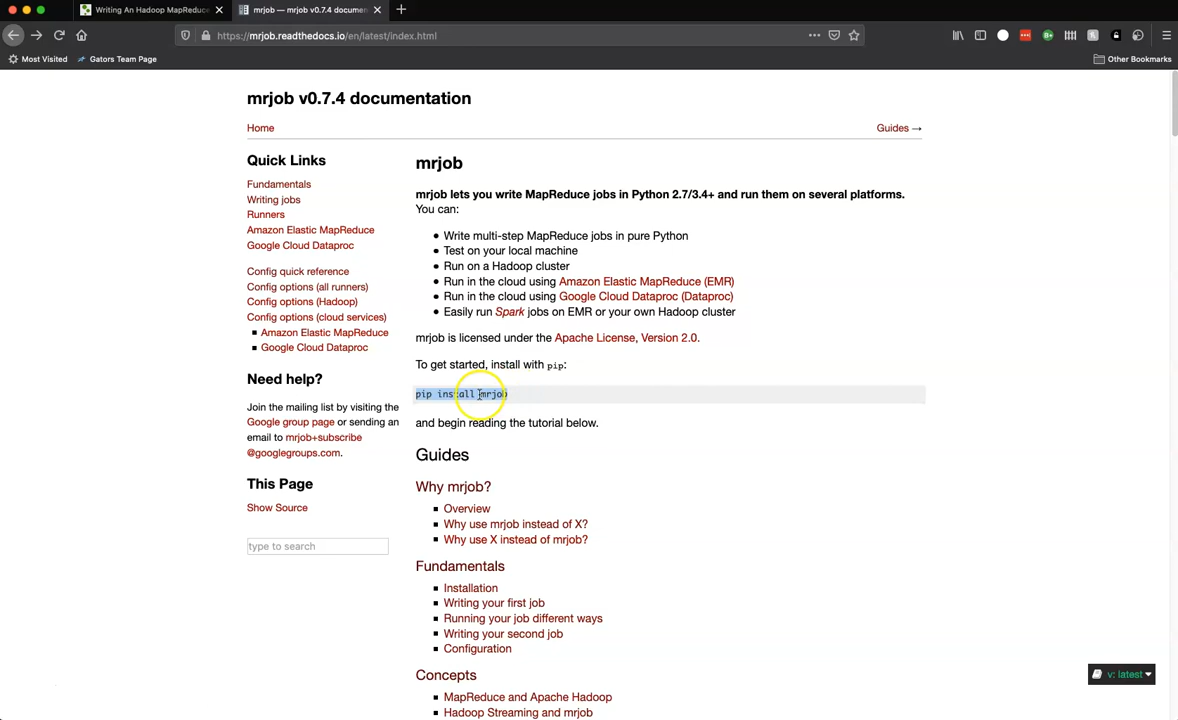 Writing An Hadoop MapReduce
mrjob — mrjob v0.7.4 documen
https://mrjob.readthedocs.io/en/latest/index.html
Most Visited
Gators Team Page
Other Bookmarks
mrjob v0.7.4 documentation
Home
Guides →
Quick Links
Fundamentals
Writing jobs
Runners
Amazon Elastic MapReduce
Google Cloud Dataproc
Config quick reference
Config options (all runners)
Config options (Hadoop)
Config options (cloud services)
Amazon Elastic MapReduce
Google Cloud Dataproc
Need help?
Join the mailing list by visiting the
Google group page or sending an
email to mrjob+subscribe
@googlegroups.com.
This Page
Show Source
type to search
mrjob
mrjob lets you write MapReduce jobs in Python 2.7/3.4+ and run them on several platforms.
You can:
Write multi-step MapReduce jobs in pure Python
Test on your local machine
Run on a Hadoop cluster
Run in the cloud using Amazon Elastic MapReduce (EMR)
Run in the cloud using Google Cloud Dataproc (Dataproc)
Easily run Spark jobs on EMR or your own Hadoop cluster
mrjob is licensed under the Apache License, Version 2.0.
To get started, install with pip:
pip install mrjob
and begin reading the tutorial below.
Guides
Why mrjob?
Overview
Why use mrjob instead of X?
Why use X instead of mrjob?
Fundamentals
Installation
Writing your first job
Running your job different ways
Writing your second job
Configuration
Concepts
MapReduce and Apache Hadoop
Hadoop Streaming and mrjob
v: latest